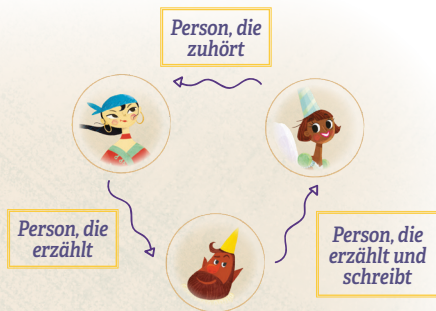 Person, die
zuhört
Person, die
erzählt
Person, die
erzählt und
schreibt